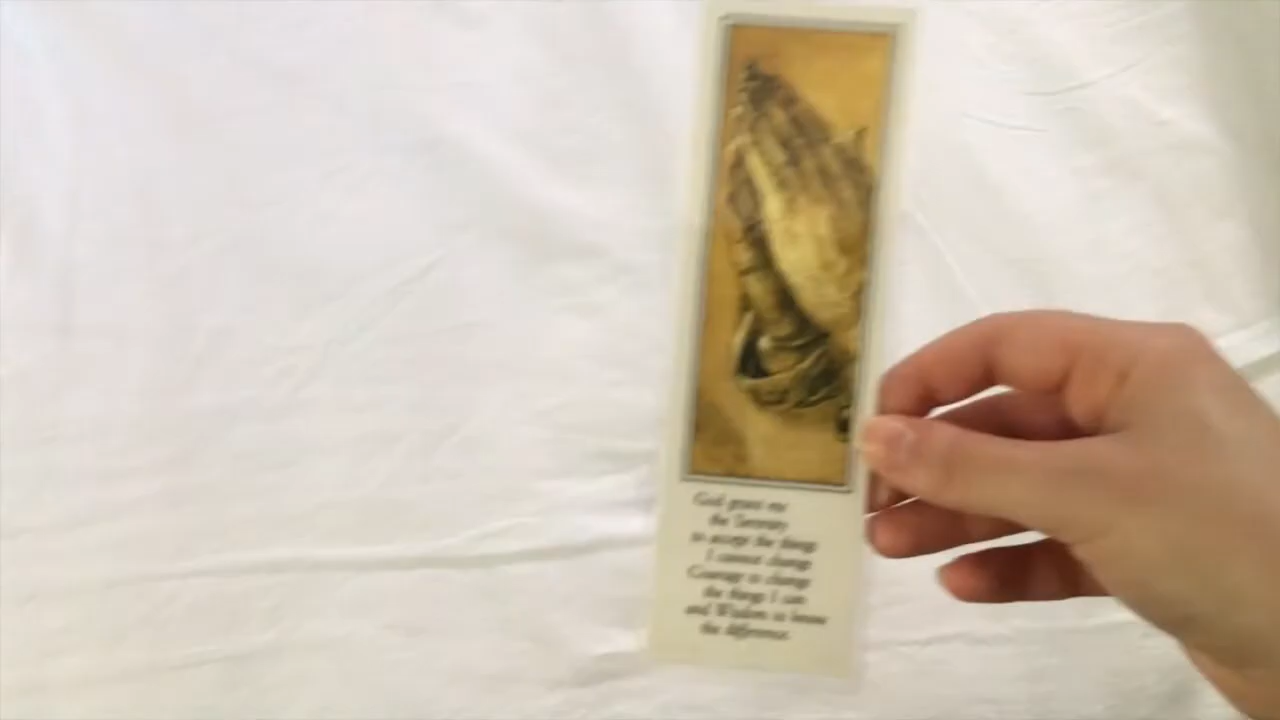 God grant me
the Serenity
to accept the things
I cannot change
Courage to change
the things I can
and Wisdom to know
the difference.